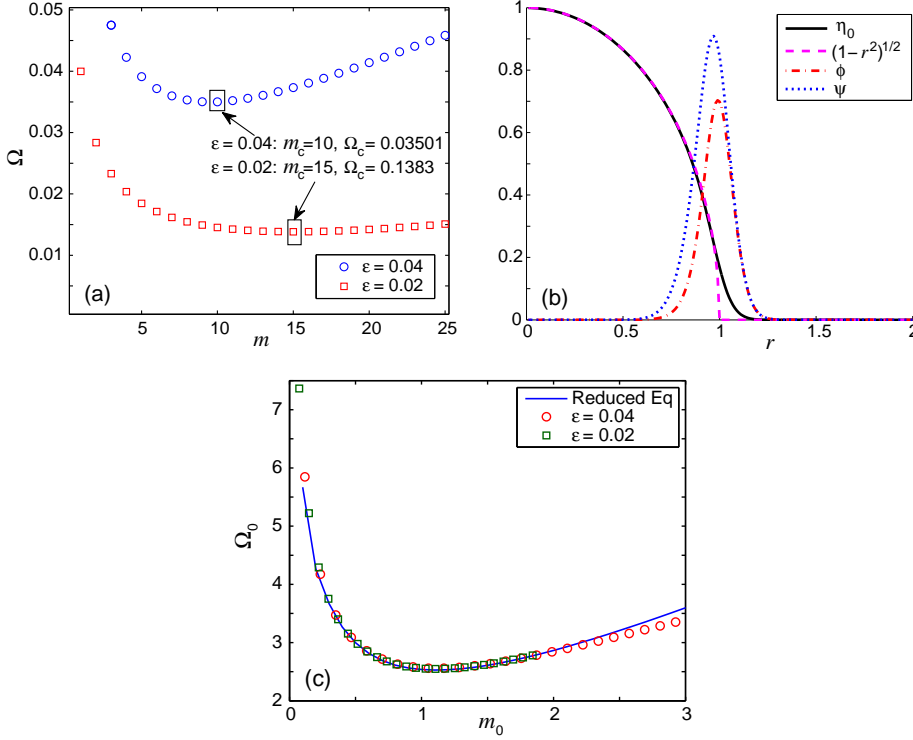 0.05
0.04
0.03
0.02
0.01
0
Ω
ε = 0.04: m_c=10, Ω_c= 0.03501
ε = 0.02: m_c=15, Ω_c= 0.1383
ε = 0.04
ε = 0.02
(a)
5 10 15 20 25
m
1
0.8
0.6
0.4
0.2
0
η_0
(1− r^2)^{1/2}
ϕ
ψ
(b)
0 0.5 1 1.5 2
r
7
6
5
4
3
2
Ω_0
Reduced Eq
ε = 0.04
ε = 0.02
(c)
0 1 2 3
m_0